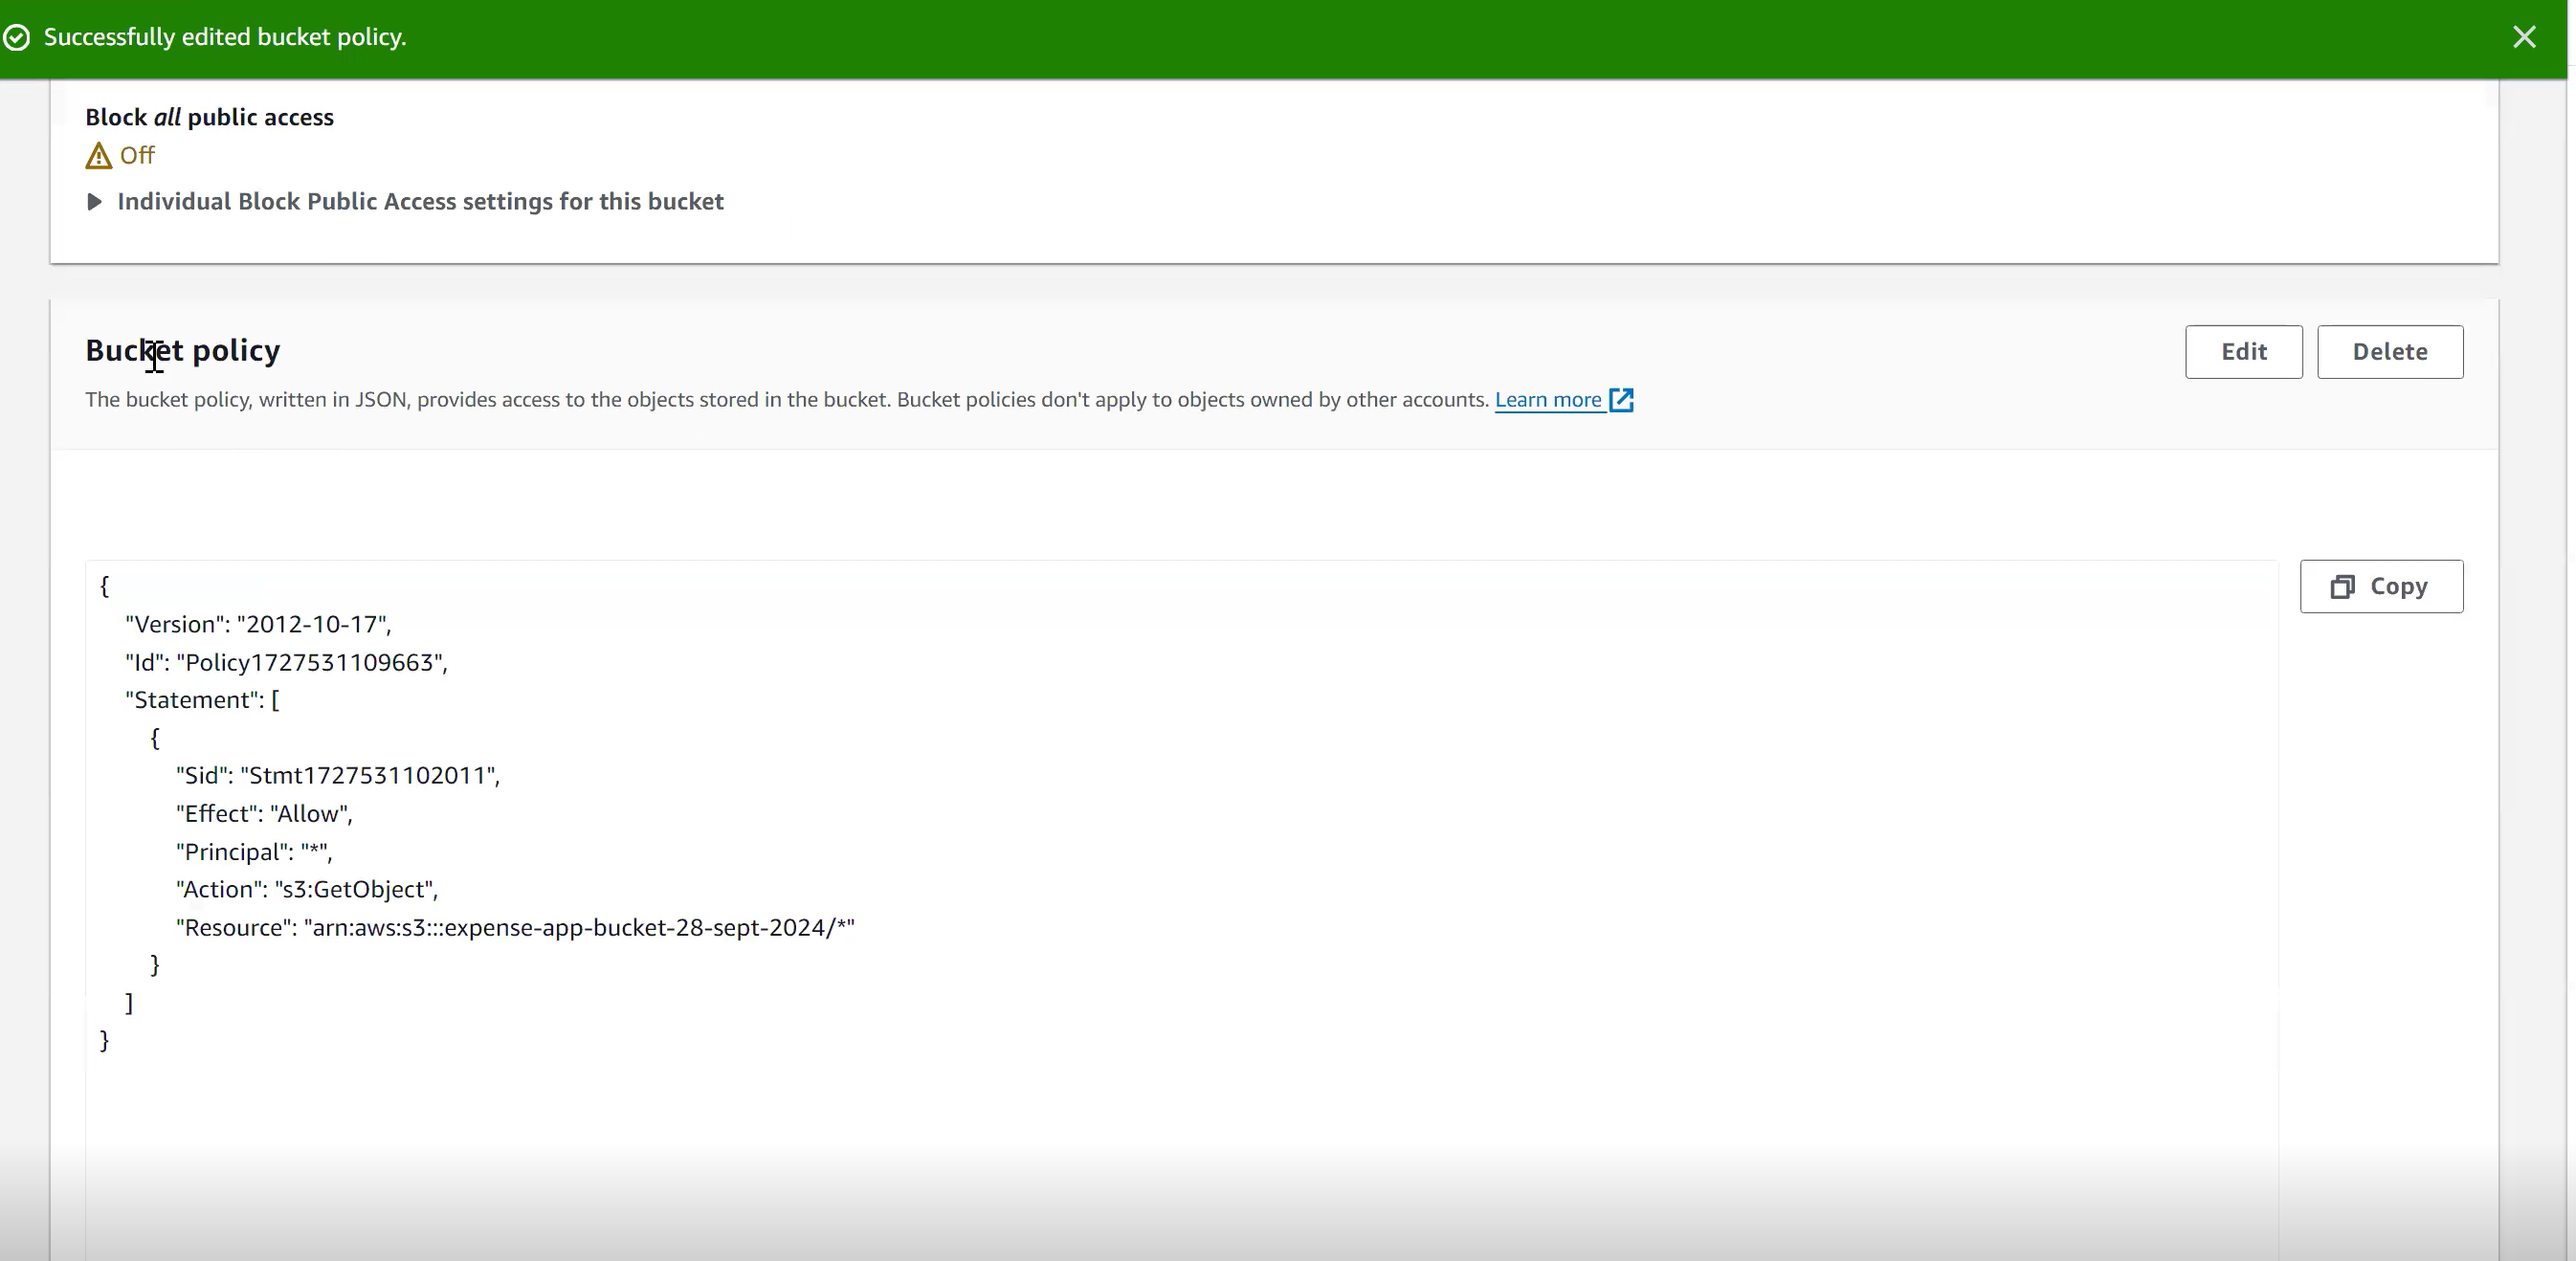 Successfully edited bucket policy.
Block all public access
Off
Individual Block Public Access settings for this bucket
Bucket policy
Edit
Delete
The bucket policy, written in JSON, provides access to the objects stored in the bucket. Bucket policies don't apply to objects owned by other accounts. Learn more
Copy
{
"Version": "2012-10-17",
"Id": "Policy1727531109663",
"Statement": [
{
"Sid": "Stmt1727531102011",
"Effect": "Allow",
"Principal": "*",
"Action": "s3:GetObject",
"Resource": "arn:aws:s3:::expense-app-bucket-28-sept-2024/*"
}
]
}